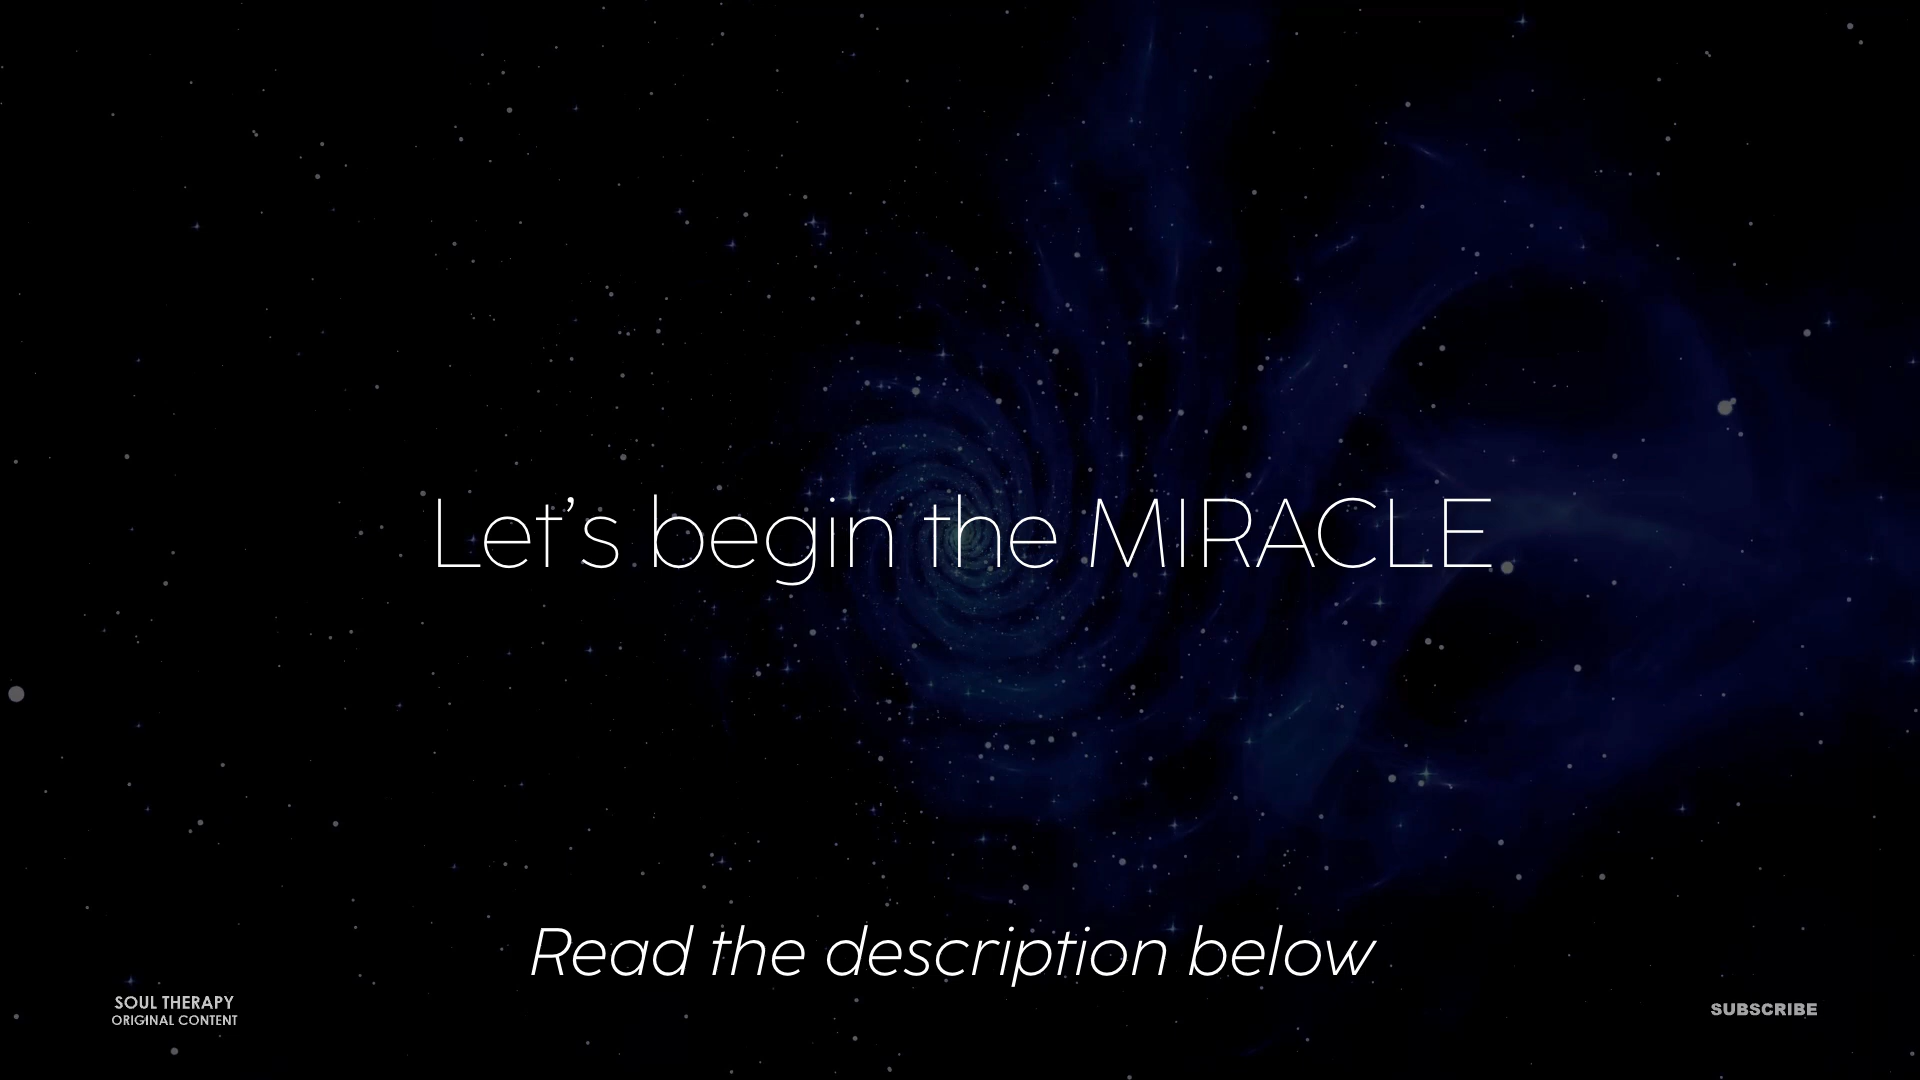 Let’s begin the MIRACLE
Read the description below
SOUL THERAPY
ORIGINAL CONTENT
SUBSCRIBE